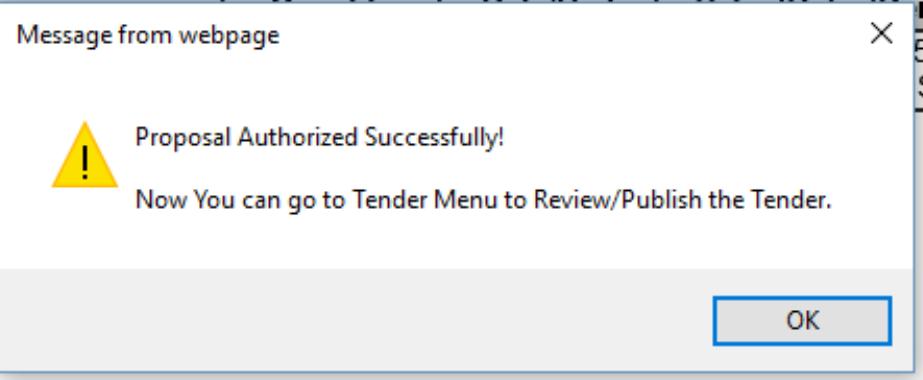 Message from webpage
Proposal Authorized Successfully!
Now You can go to Tender Menu to Review/Publish the Tender.
OK